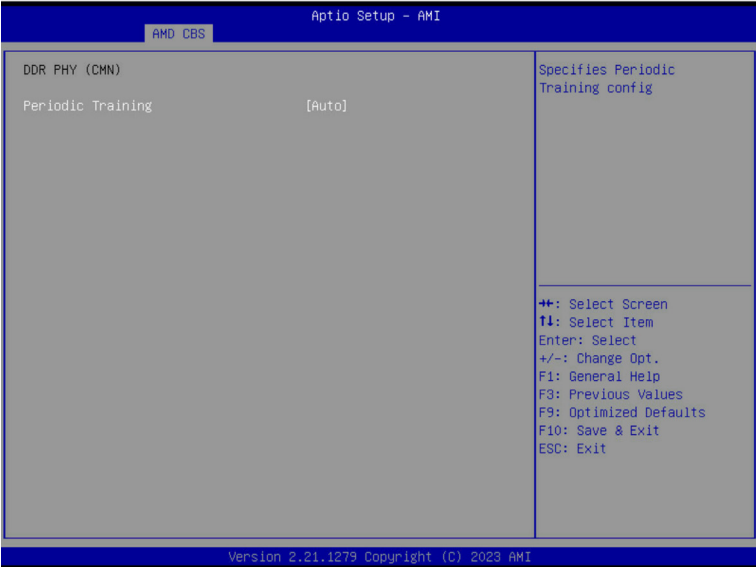 Aptio Setup - AMI
AMD CBS
DDR PHY (CMN)
Periodic Training [Auto]
Specifies Periodic
Training config
→←: Select Screen
↑↓: Select Item
Enter: Select
+/-: Change Opt.
F1: General Help
F3: Previous Values
F9: Optimized Defaults
F10: Save & Exit
ESC: Exit
Version 2.21.1279 Copyright (C) 2023 AMI